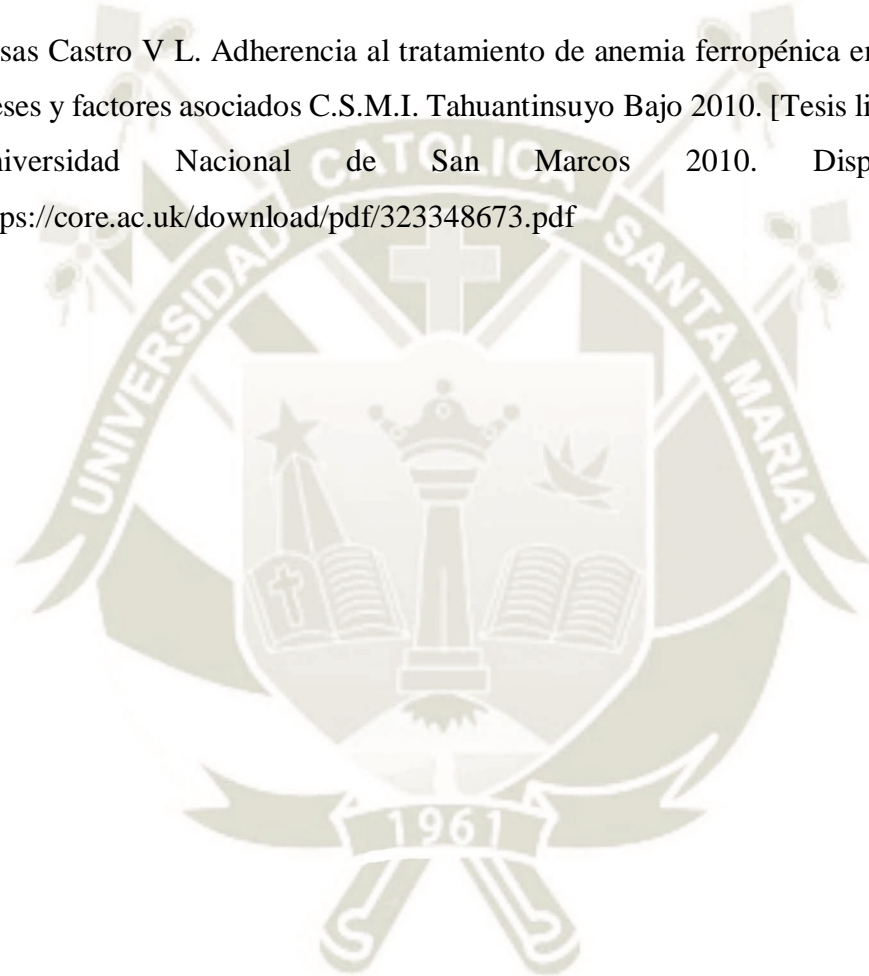 sas Castro V L. Adherencia al tratamiento de anemia ferropénica en
eses y factores asociados C.S.M.I. Tahuantinsuyo Bajo 2010. [Tesis li
niversidad Nacional de San Marcos 2010. Disp
ps://core.ac.uk/download/pdf/323348673.pdf
UNIVERSIDAD CATOLICA SANTA MARIA
1961